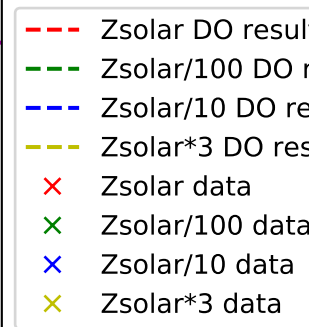 Zsolar DO
Zsolar/100 DO
Zsolar/10 DO
Zsolar*3 DO
Zsolar data
Zsolar/100 data
Zsolar/10 data
Zsolar*3 data